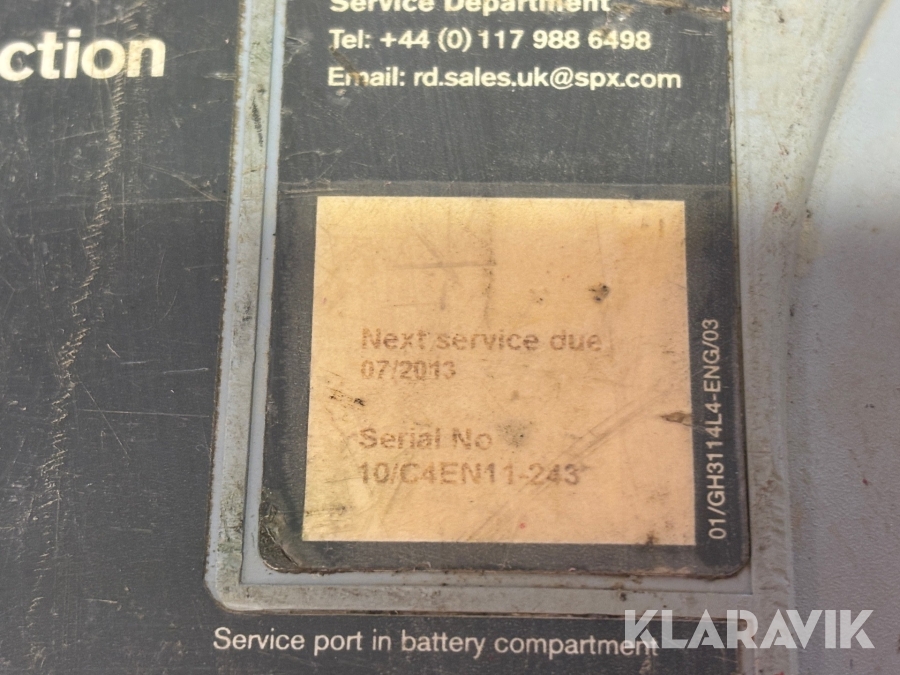 Service Department
ction
Tel: +44 (0) 117 988 6498
Email: rd.sales.uk@spx.com
Next service due
07/2013
Serial No
10/C4EN11-243
01/GH3114L4-ENG/03
Service port in battery compartment
KLARAVIK